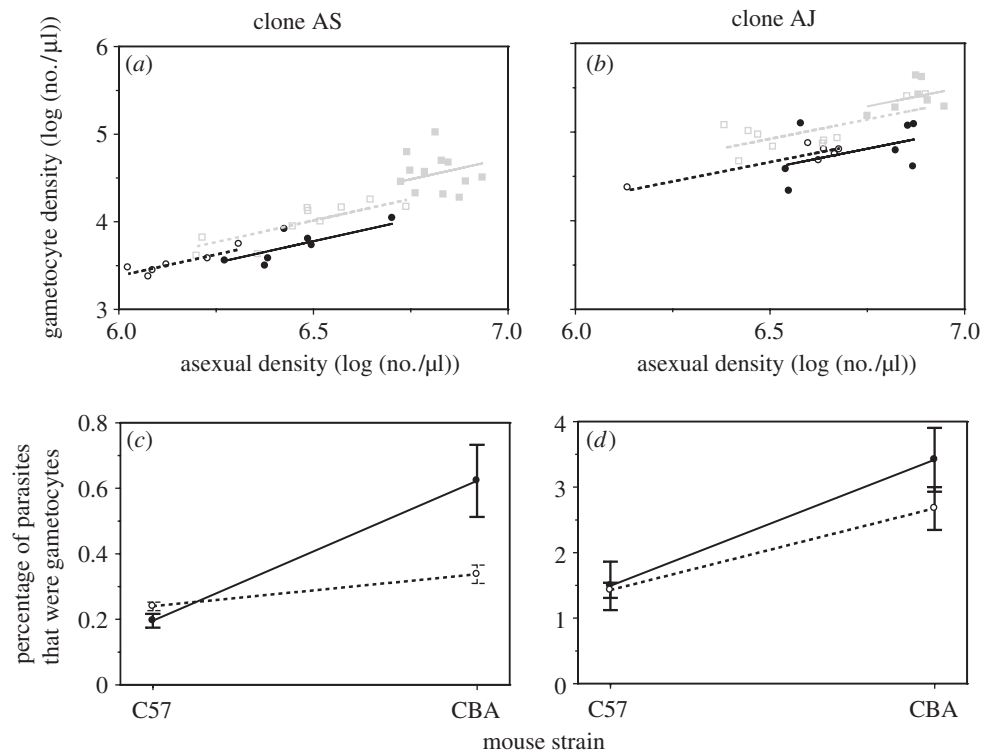 clone AS
clone AJ
gametocyte density (log (no./µl))
6
5
4
3
(a)
(b)
6.0
6.5
7.0
6.0
6.5
7.0
asexual density (log (no./µl))
asexual density (log (no./µl))
percentage of parasites
that were gametocytes
0.8
0.6
0.4
0.2
0
(c)
4
3
2
1
0
(d)
C57
CBA
C57
CBA
mouse strain